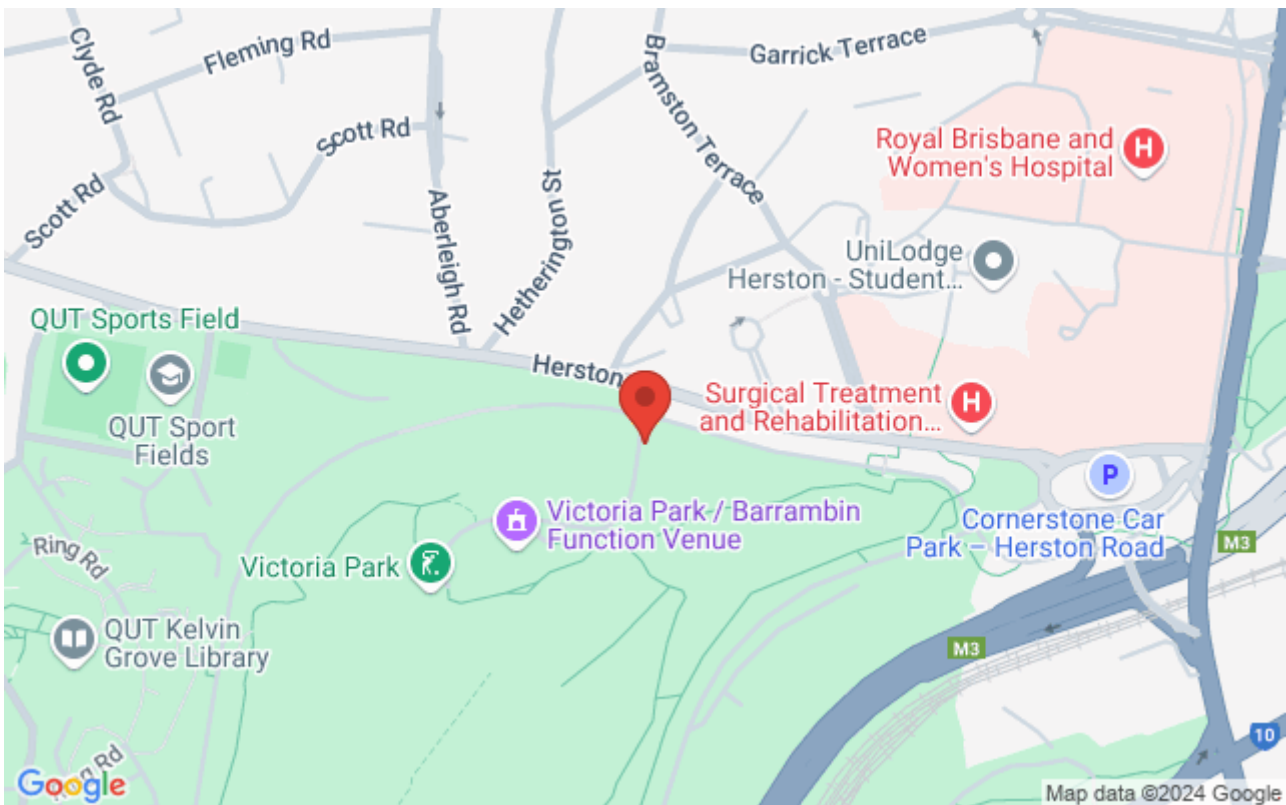 Clyde Rd
Fleming Rd
Garrick Terrace
Bramston Terrace
Scott Rd
Royal Brisbane and
Women's Hospital
H
Scott Rd
Aberleigh Rd
Hetherington St
UniLodge
Herston - Student...
QUT Sports Field
Herston
QUT Sport
Fields
Surgical Treatment
and Rehabilitation...
H
P
Victoria Park / Barrambin
Function Venue
Cornerstone Car
Park – Herston Road
M3
Ring Rd
Victoria Park
QUT Kelvin
Grove Library
M3
10
Rd
Google
Map data ©2024 Google